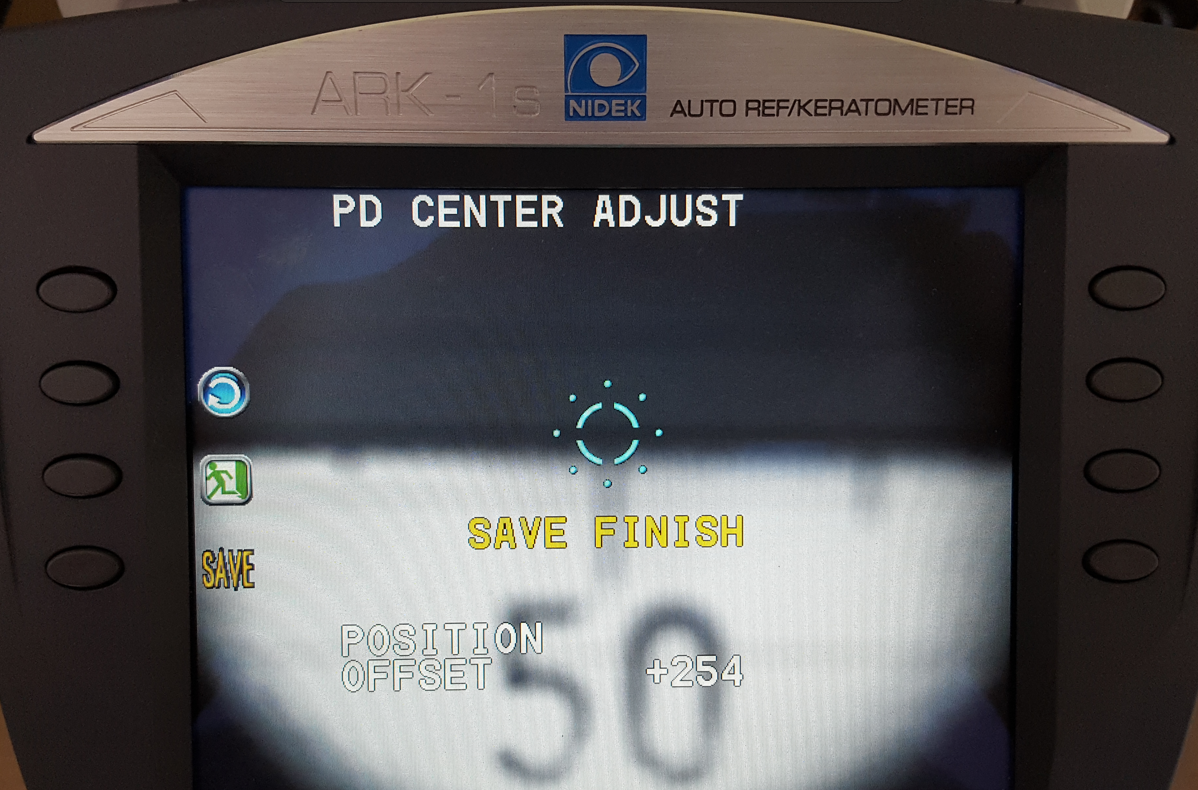 ARK-1s
NIDEK
AUTO REF/KERATOMETER
PD CENTER ADJUST
SAVE FINISH
SAVE
POSITION
OFFSET +254
50